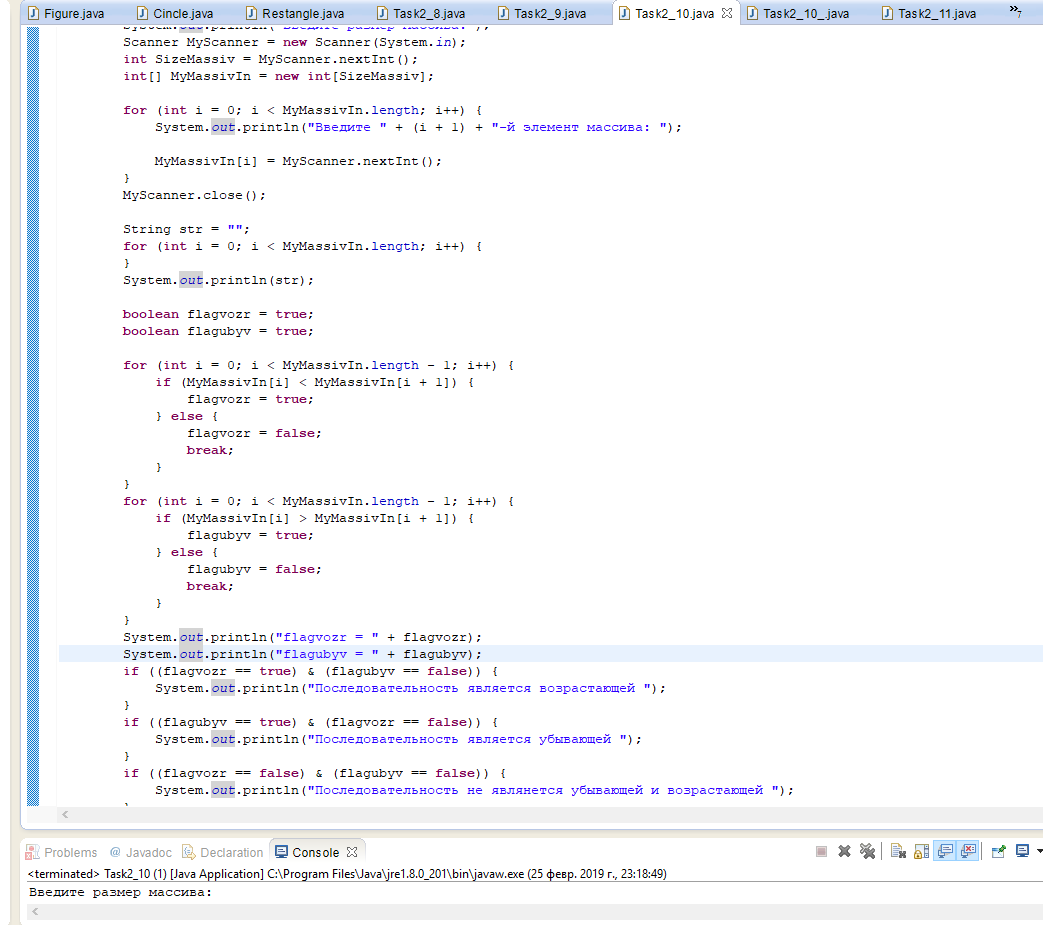 Figure.java Cincle.java Restangle.java Task2_8.java Task2_9.java Task2_10.java Task2_10_.java Task2_11.java »7
System.out.println("Введите размер массива: ");
Scanner MyScanner = new Scanner(System.in);
int SizeMassiv = MyScanner.nextInt();
int[] MyMassivIn = new int[SizeMassiv];
for (int i = 0; i < MyMassivIn.length; i++) {
System.out.println("Введите " + (i + 1) + "-й элемент массива: ");
MyMassivIn[i] = MyScanner.nextInt();
}
MyScanner.close();
String str = "";
for (int i = 0; i < MyMassivIn.length; i++) {
}
System.out.println(str);
boolean flagvozr = true;
boolean flagubyv = true;
for (int i = 0; i < MyMassivIn.length - 1; i++) {
if (MyMassivIn[i] < MyMassivIn[i + 1]) {
flagvozr = true;
} else {
flagvozr = false;
break;
}
}
for (int i = 0; i < MyMassivIn.length - 1; i++) {
if (MyMassivIn[i] > MyMassivIn[i + 1]) {
flagubyv = true;
} else {
flagubyv = false;
break;
}
}
System.out.println("flagvozr = " + flagvozr);
System.out.println("flagubyv = " + flagubyv);
if ((flagvozr == true) & (flagubyv == false)) {
System.out.println("Последовательность является возрастающей ");
}
if ((flagubyv == true) & (flagvozr == false)) {
System.out.println("Последовательность является убывающей ");
}
if ((flagvozr == false) & (flagubyv == false)) {
System.out.println("Последовательность не являнется убывающей и возрастающей ");
}
Problems @ Javadoc Declaration Console
<terminated> Task2_10 (1) [Java Application] C:\Program Files\Java\jre1.8.0_201\bin\javaw.exe (25 февр. 2019 г., 23:18:49)
Введите размер массива: